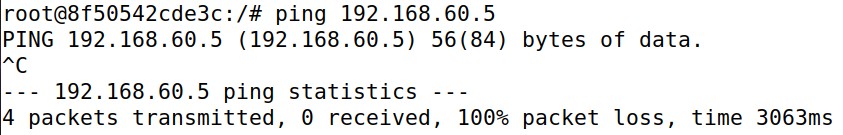 root@8f50542cde3c:/# ping 192.168.60.5
PING 192.168.60.5 (192.168.60.5) 56(84) bytes of data.
^C
--- 192.168.60.5 ping statistics ---
4 packets transmitted, 0 received, 100% packet loss, time 3063ms